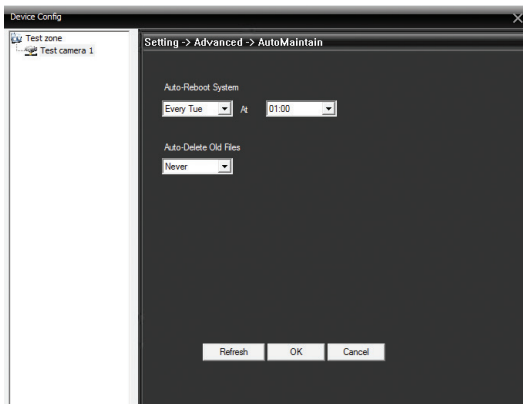 Device Config
Test zone
Test camera 1
Setting -> Advanced -> AutoMaintain
Auto-Reboot System
Every Tue At 01:00
Auto-Delete Old Files
Never
Refresh OK Cancel